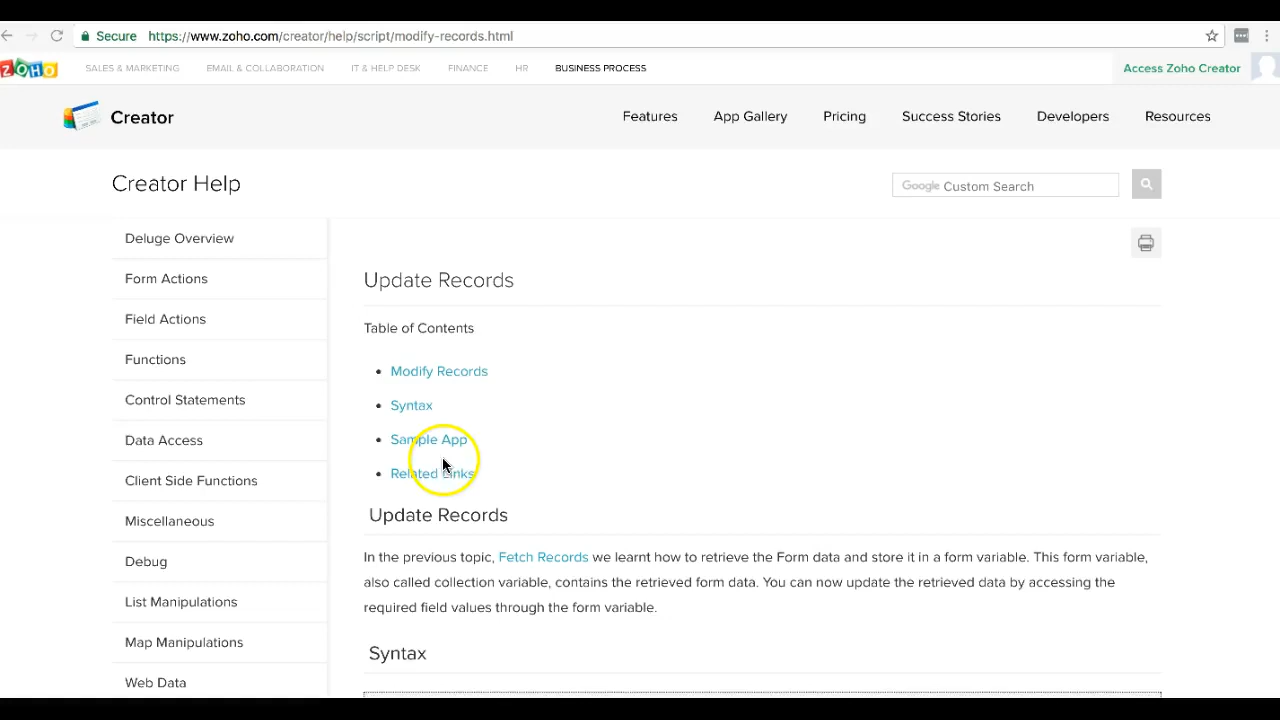 Secure https://www.zoho.com/creator/help/script/modify-records.html
ZOHO SALES & MARKETING EMAIL & COLLABORATION IT & HELP DESK FINANCE HR BUSINESS PROCESS Access Zoho Creator
Creator Features App Gallery Pricing Success Stories Developers Resources
Creator Help Google Custom Search
Deluge Overview
Form Actions
Field Actions
Functions
Control Statements
Data Access
Client Side Functions
Miscellaneous
Debug
List Manipulations
Map Manipulations
Web Data
Update Records
Table of Contents
Modify Records
Syntax
Sample App
Related Links
Update Records
In the previous topic, Fetch Records we learnt how to retrieve the Form data and store it in a form variable. This form variable,
also called collection variable, contains the retrieved form data. You can now update the retrieved data by accessing the
required field values through the form variable.
Syntax